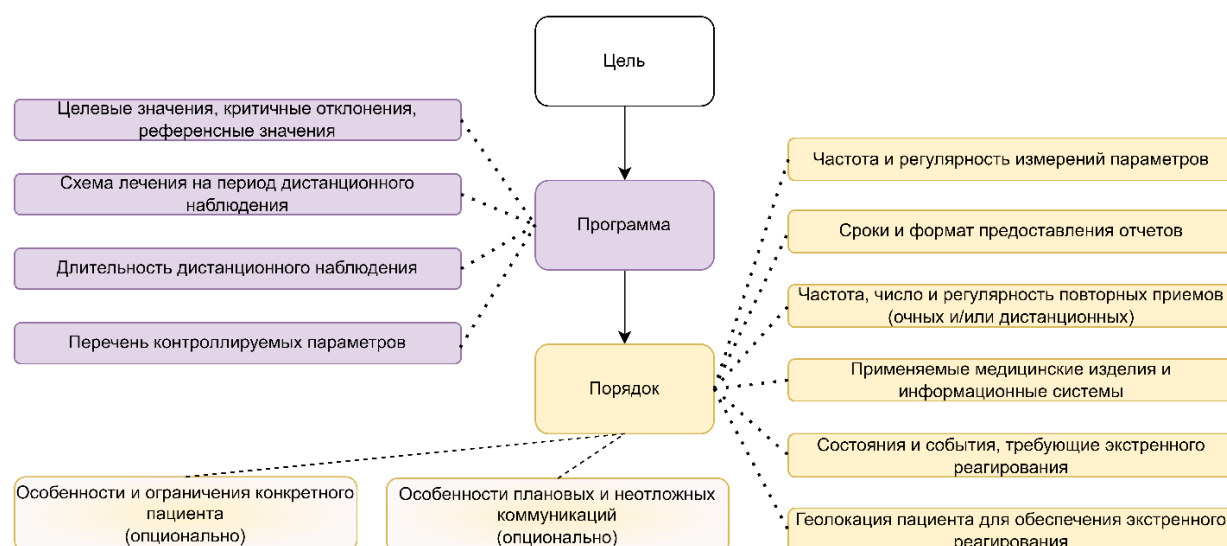 Цель
Целевые значения, критичные отклонения,
референсные значения
Схема лечения на период дистанционного
наблюдения
Длительность дистанционного наблюдения
Перечень контроллируемых параметров
Программа
Порядок
Частота и регулярность измерений параметров
Сроки и формат предоставления отчетов
Частота, число и регулярность повторных приемов
(очных и/или дистанционных)
Применяемые медицинские изделия и
информационные системы
Состояния и события, требующие экстренного
реагирования
Геолокация пациента для обеспечения экстренного
реагирования
Особенности и ограничения конкретного
пациента
(опционально)
Особенности плановых и неотложных
коммуникаций
(опционально)